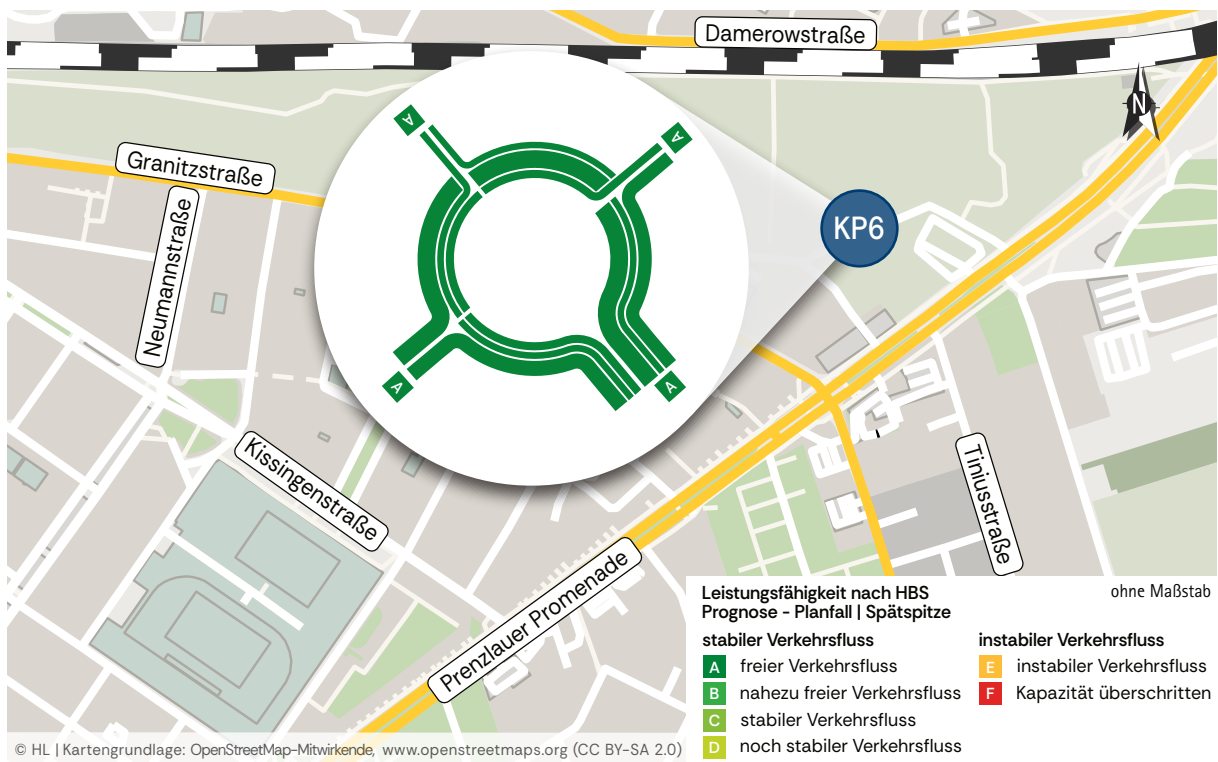 Damerowstraße
N
Granitzstraße
Neumannstraße
A
A
KP6
A
A
Kissingenstraße
Tiniusstraße
Prenzlauer Promenade
Leistungsfähigkeit nach HBS
Prognose - Planfall | Spätspitze
ohne Maßstab
stabiler Verkehrsfluss
A freier Verkehrsfluss
B nahezu freier Verkehrsfluss
C stabiler Verkehrsfluss
D noch stabiler Verkehrsfluss
instabiler Verkehrsfluss
E instabiler Verkehrsfluss
F Kapazität überschritten
© HL | Kartengrundlage: OpenStreetMap-Mitwirkende, www.openstreetmaps.org (CC BY-SA 2.0)